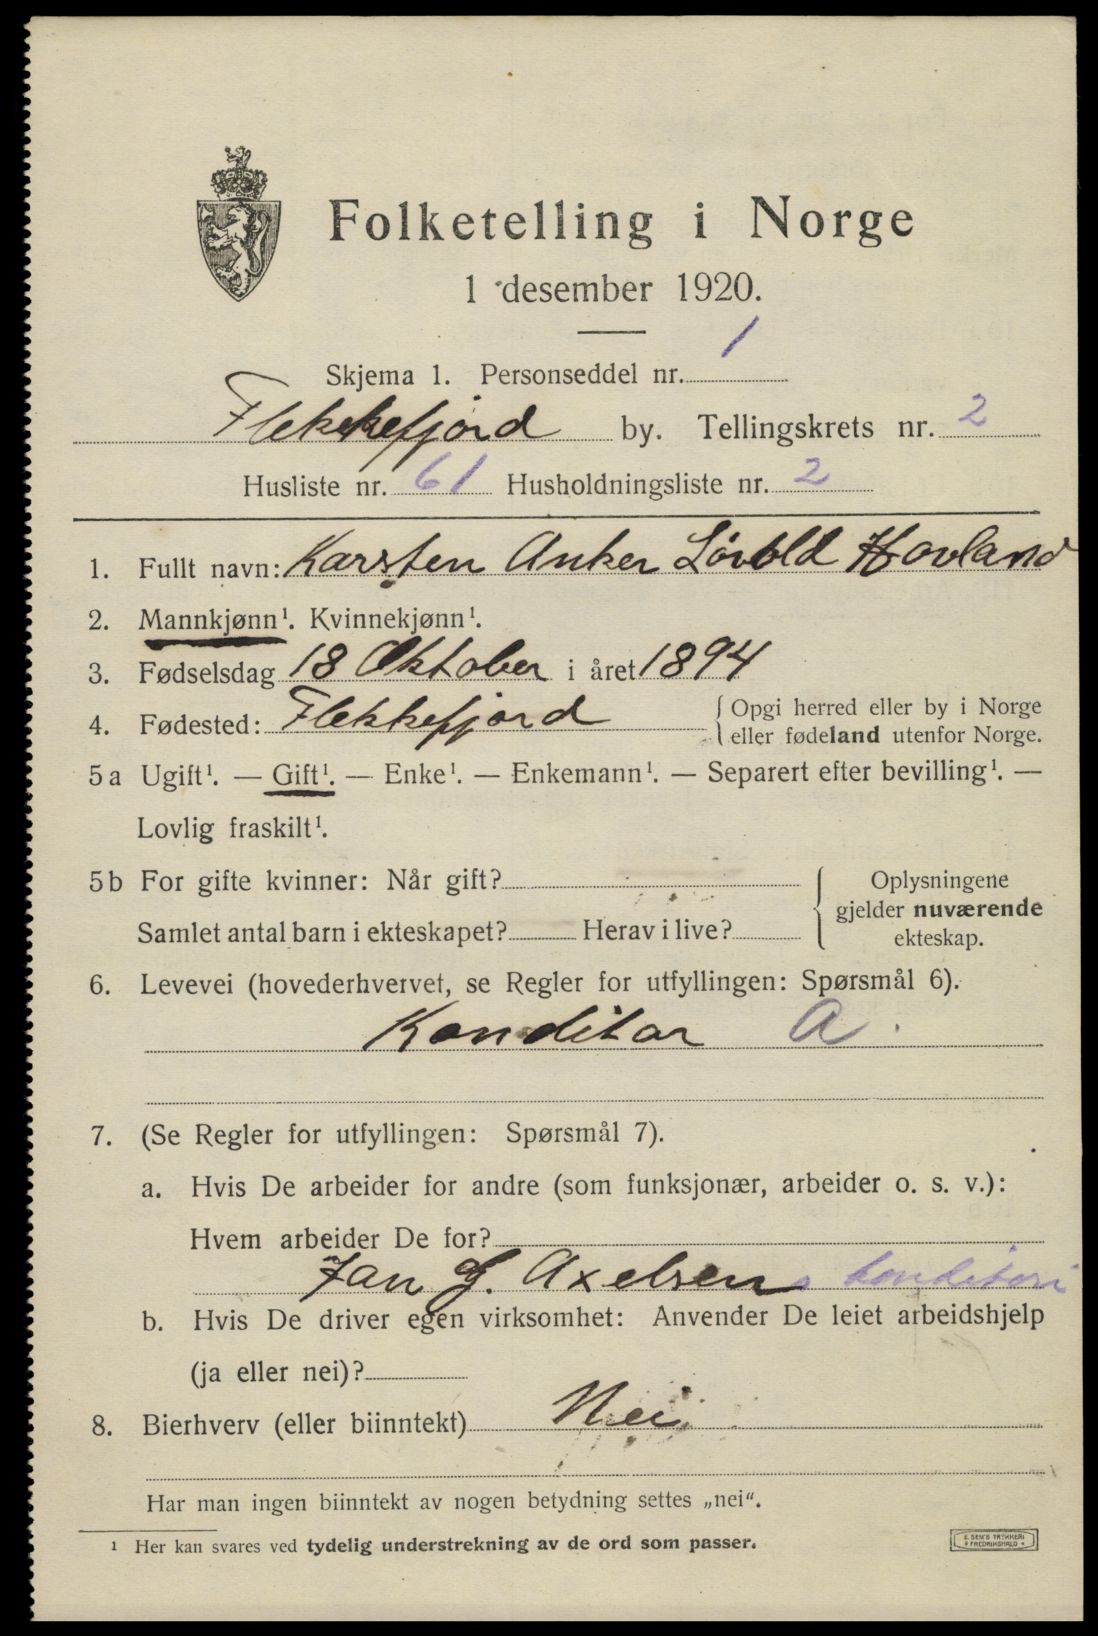 Folketelling i Norge
1 desember 1920.
Skjema 1. Personseddel nr. 1
Flekkefjord by. Tellingskrets nr. 2
Husliste nr. 61 Husholdningsliste nr. 2
1. Fullt navn: Karsten Anker Lövold Hovland
2. Mannkjønn¹. Kvinnekjønn¹.
3. Fødselsdag 18 Oktober i året 1894
4. Fødested: Flekkefjord { Opgi herred eller by i Norge
eller fødeland utenfor Norge.
5a Ugift¹. — Gift¹. — Enke¹. — Enkemann¹. — Separert efter bevilling¹. —
Lovlig fraskilt¹.
5b For gifte kvinner: Når gift? { Oplysningene
gjelder nuværende
Samlet antal barn i ekteskapet? Herav i live? ekteskap.
6. Levevei (hovederhvervet, se Regler for utfyllingen: Spørsmål 6).
Konditor A.
7. (Se Regler for utfyllingen: Spørsmål 7).
a. Hvis De arbeider for andre (som funksjonær, arbeider o. s. v.):
Hvem arbeider De for?
Jan G. Axelsens konditori
b. Hvis De driver egen virksomhet: Anvender De leiet arbeidshjelp
(ja eller nei)?
8. Bierhverv (eller biinntekt) Nei
Har man ingen biinntekt av nogen betydning settes „nei“.
¹ Her kan svares ved tydelig understrekning av de ord som passer.
E. SEM'S TRYKKERI
FREDRIKSHALD